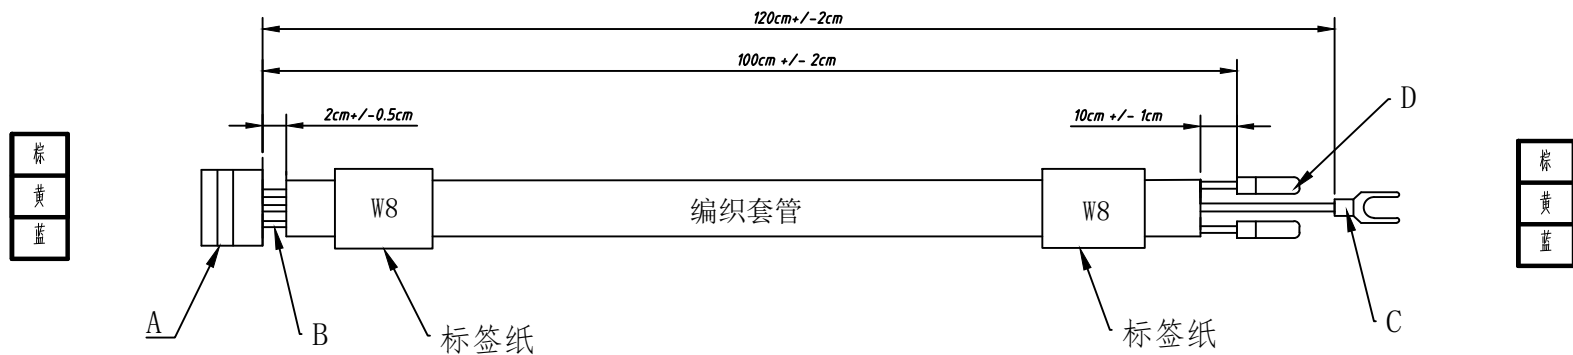 120cm+/-2cm
100cm +/- 2cm
2cm+/-0.5cm
10cm +/- 1cm
D
棕
黄
蓝
W8
编织套管
W8
棕
黄
蓝
A
B
标签纸
标签纸
C